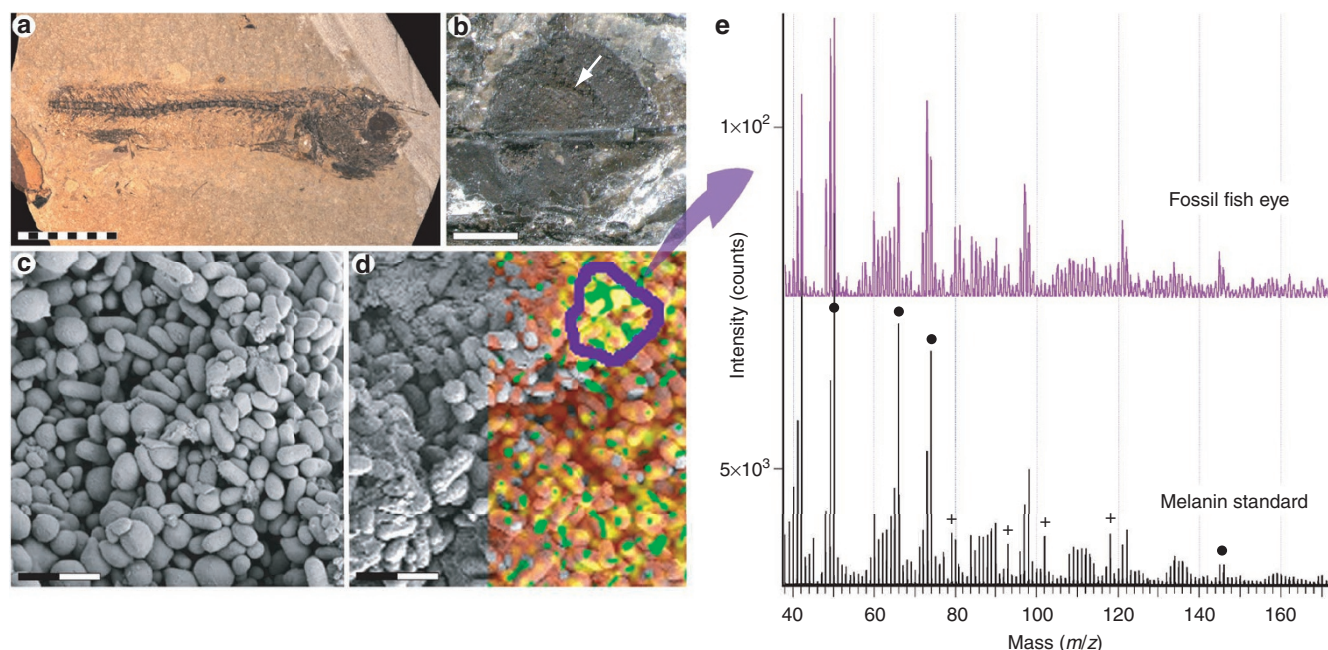 a
b
c
d
e
1×10²
Fossil fish eye
Intensity (counts)
5×10³
Melanin standard
+
+
+
+
40
60
80
100
120
140
160
Mass (m/z)